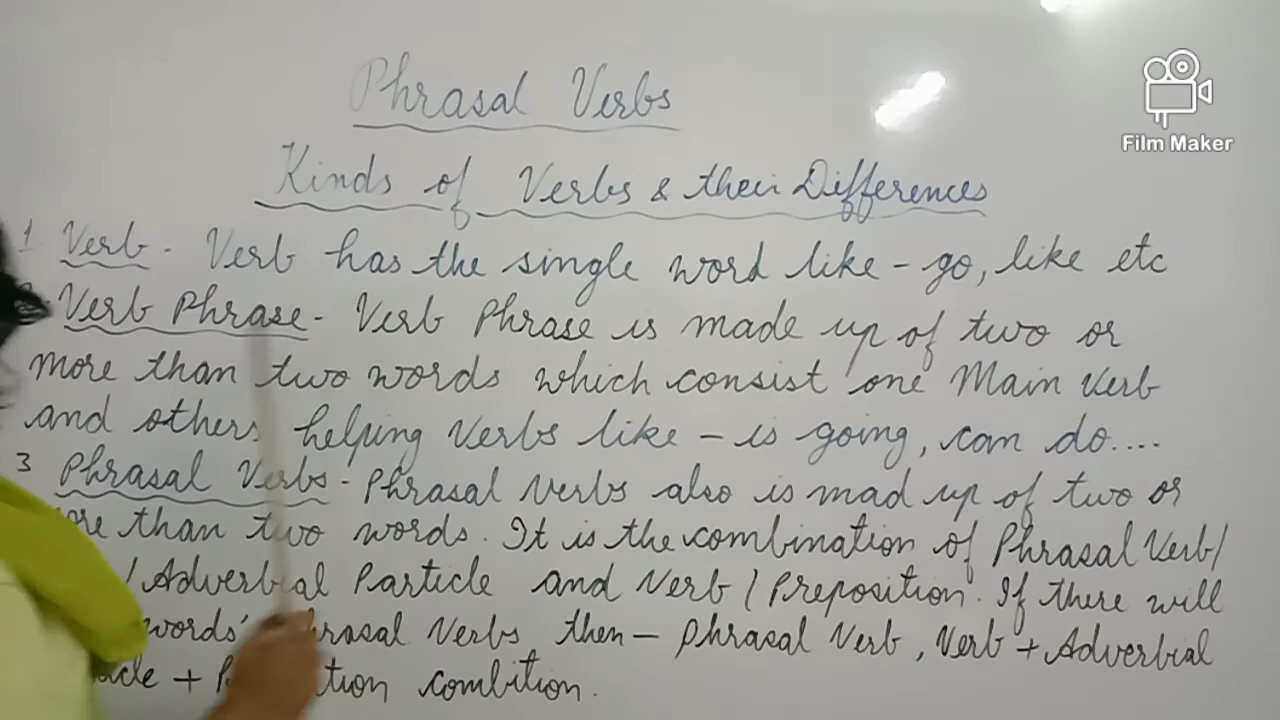 Phrasal Verbs
Film Maker
Kinds of Verbs & their Differences
1 Verb - Verb has the single word like - go, like etc
Verb Phrase - Verb Phrase is made up of two or
more than two words which consist one Main Verb
and others helping Verbs like - is going, can do....
3 Phrasal Verbs - Phrasal Verbs also is mad up of two or
than two words. It is the combination of Phrasal Verb/
/Adverbial Particle and Verb / Preposition. If there will
words' Verbs then - Phrasal Verb, Verb + Adverbial
+ combition.